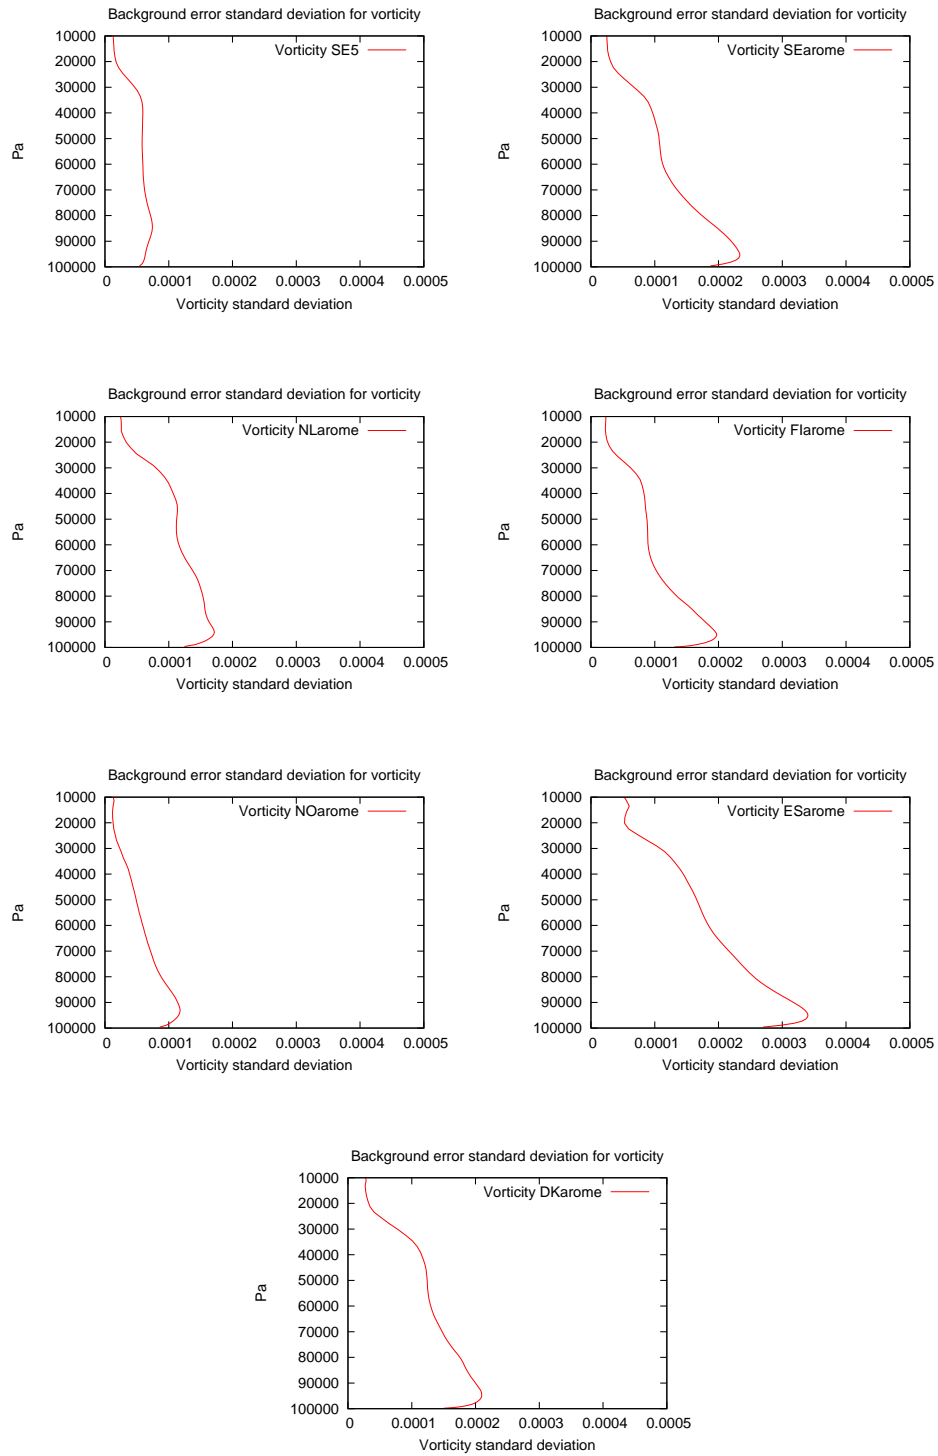 Background error standard deviation for vorticity
Vorticity SE5
10000
20000
30000
40000
50000
60000
70000
80000
90000
100000
Pa
0 0.0001 0.0002 0.0003 0.0004 0.0005
Vorticity standard deviation
Background error standard deviation for vorticity
Vorticity SEarome
10000
20000
30000
40000
50000
60000
70000
80000
90000
100000
Pa
0 0.0001 0.0002 0.0003 0.0004 0.0005
Vorticity standard deviation
Background error standard deviation for vorticity
Vorticity NLarome
10000
20000
30000
40000
50000
60000
70000
80000
90000
100000
Pa
0 0.0001 0.0002 0.0003 0.0004 0.0005
Vorticity standard deviation
Background error standard deviation for vorticity
Vorticity FIarome
10000
20000
30000
40000
50000
60000
70000
80000
90000
100000
Pa
0 0.0001 0.0002 0.0003 0.0004 0.0005
Vorticity standard deviation
Background error standard deviation for vorticity
Vorticity NOarome
10000
20000
30000
40000
50000
60000
70000
80000
90000
100000
Pa
0 0.0001 0.0002 0.0003 0.0004 0.0005
Vorticity standard deviation
Background error standard deviation for vorticity
Vorticity ESarome
10000
20000
30000
40000
50000
60000
70000
80000
90000
100000
Pa
0 0.0001 0.0002 0.0003 0.0004 0.0005
Vorticity standard deviation
Background error standard deviation for vorticity
Vorticity DKarome
10000
20000
30000
40000
50000
60000
70000
80000
90000
100000
Pa
0 0.0001 0.0002 0.0003 0.0004 0.0005
Vorticity standard deviation